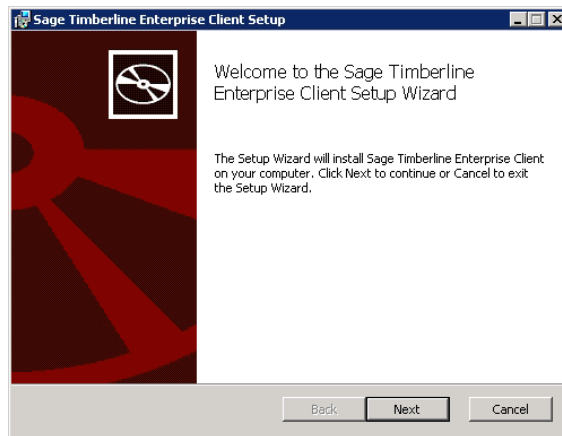 Sage Timberline Enterprise Client Setup
Welcome to the Sage Timberline
Enterprise Client Setup Wizard
The Setup Wizard will install Sage Timberline Enterprise Client
on your computer. Click Next to continue or Cancel to exit
the Setup Wizard.
Back Next Cancel